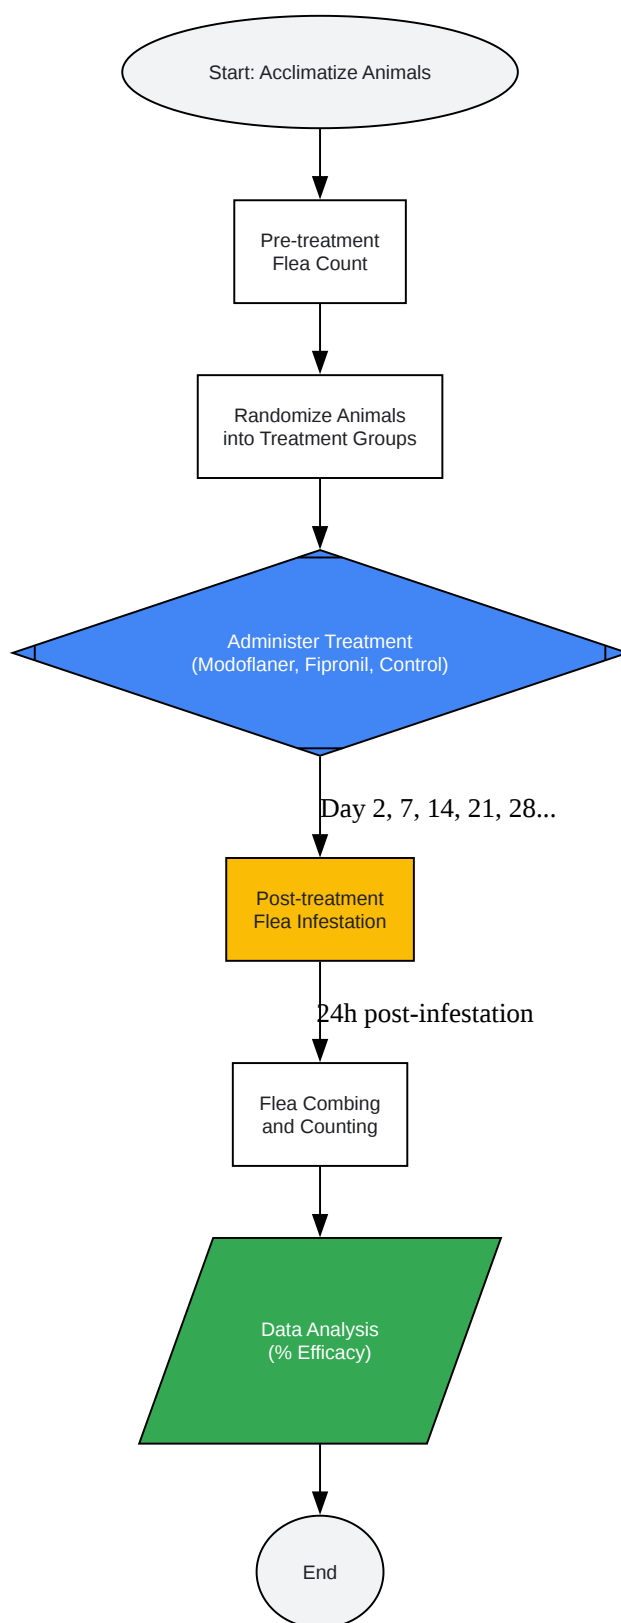 Start: Acclimatize Animals
Pre-treatment
Flea Count
Randomize Animals
into Treatment Groups
Administer Treatment
(Modoflaner, Fipronil, Control)
Day 2, 7, 14, 21, 28...
Post-treatment
Flea Infestation
24h post-infestation
Flea Combing
and Counting
Data Analysis
(% Efficacy)
End